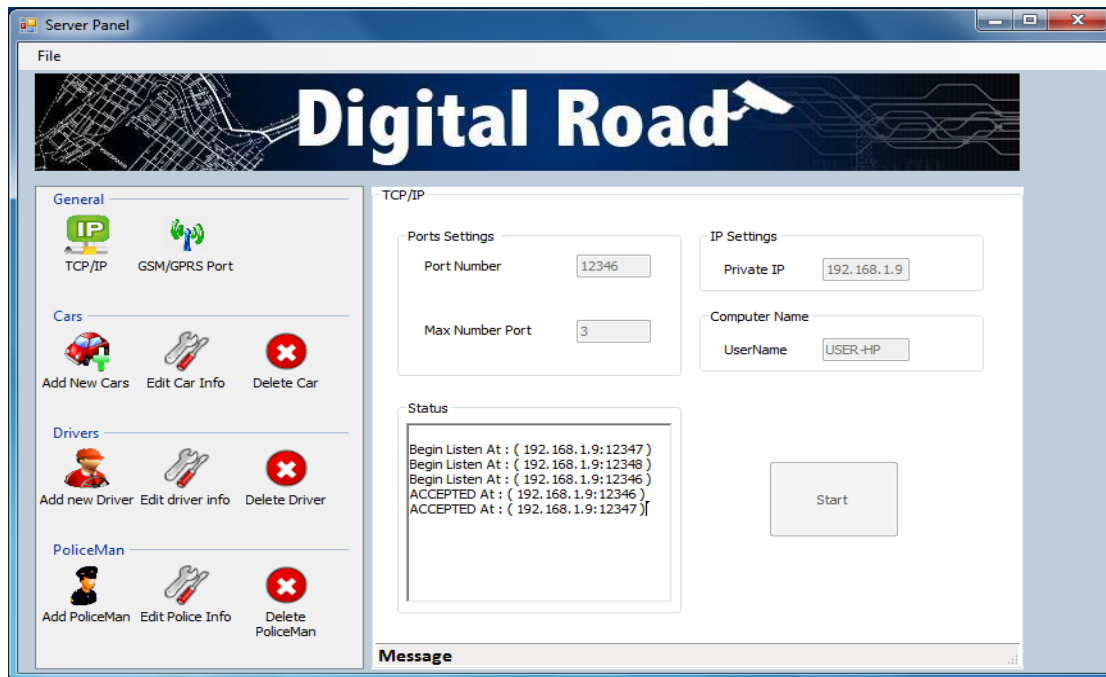 Server Panel
File
Digital Road
General
IP
TCP/IP
GSM/GPRS Port
Cars
Add New Cars
Edit Car Info
Delete Car
Drivers
Add new Driver
Edit driver info
Delete Driver
PoliceMan
Add PoliceMan
Edit Police Info
Delete
PoliceMan
TCP/IP
Ports Settings
Port Number
12346
Max Number Port
3
IP Settings
Private IP
192.168.1.9
Computer Name
UserName
USER-HP
Status
Begin Listen At : ( 192.168.1.9:12347 )
Begin Listen At : ( 192.168.1.9:12348 )
Begin Listen At : ( 192.168.1.9:12346 )
ACCEPTED At : ( 192.168.1.9:12346 )
ACCEPTED At : ( 192.168.1.9:12347 )
Start
Message